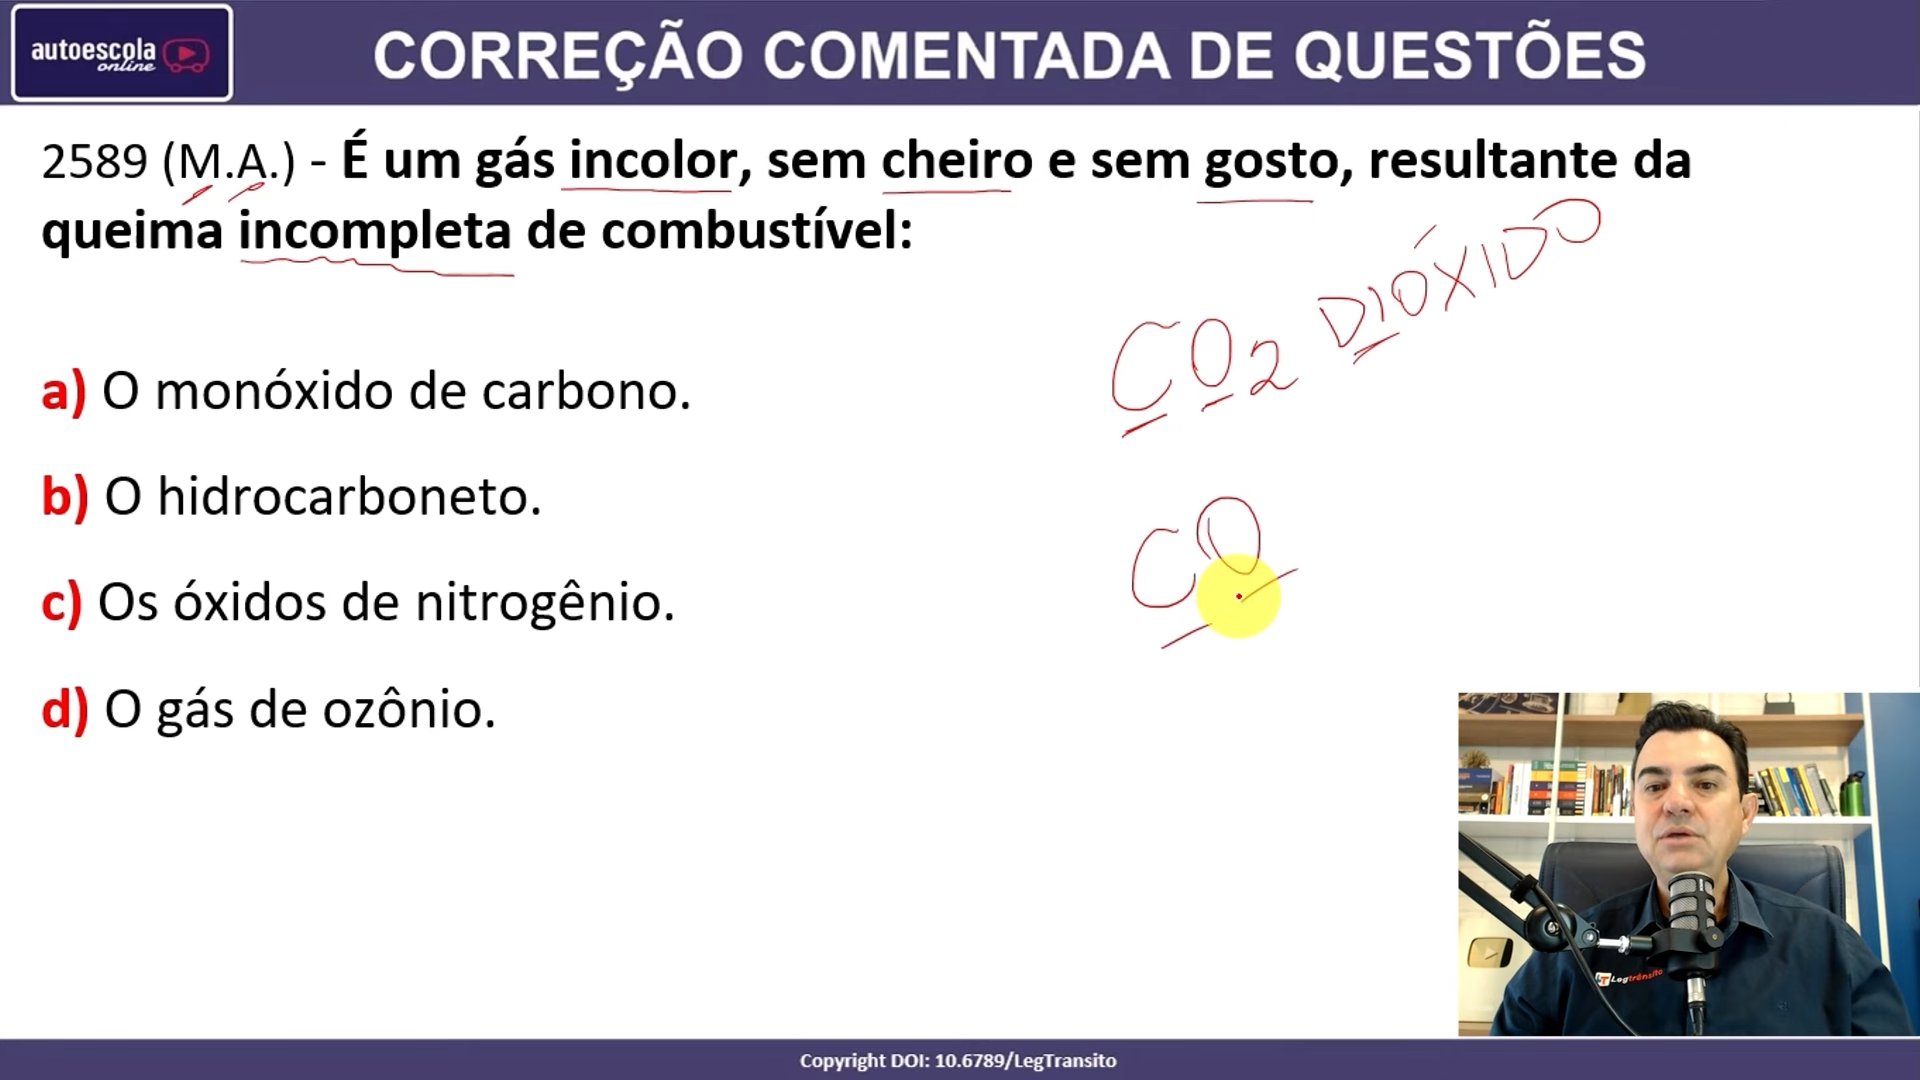 autoescola
online
CORREÇÃO COMENTADA DE QUESTÕES
2589 (M.A.) - É um gás incolor, sem cheiro e sem gosto, resultante da
queima incompleta de combustível:
CO2 DIÓXIDO
a) O monóxido de carbono.
b) O hidrocarboneto.
CO
c) Os óxidos de nitrogênio.
d) O gás de ozônio.
LT Legtrânsito
Copyright DOI: 10.6789/LegTransito